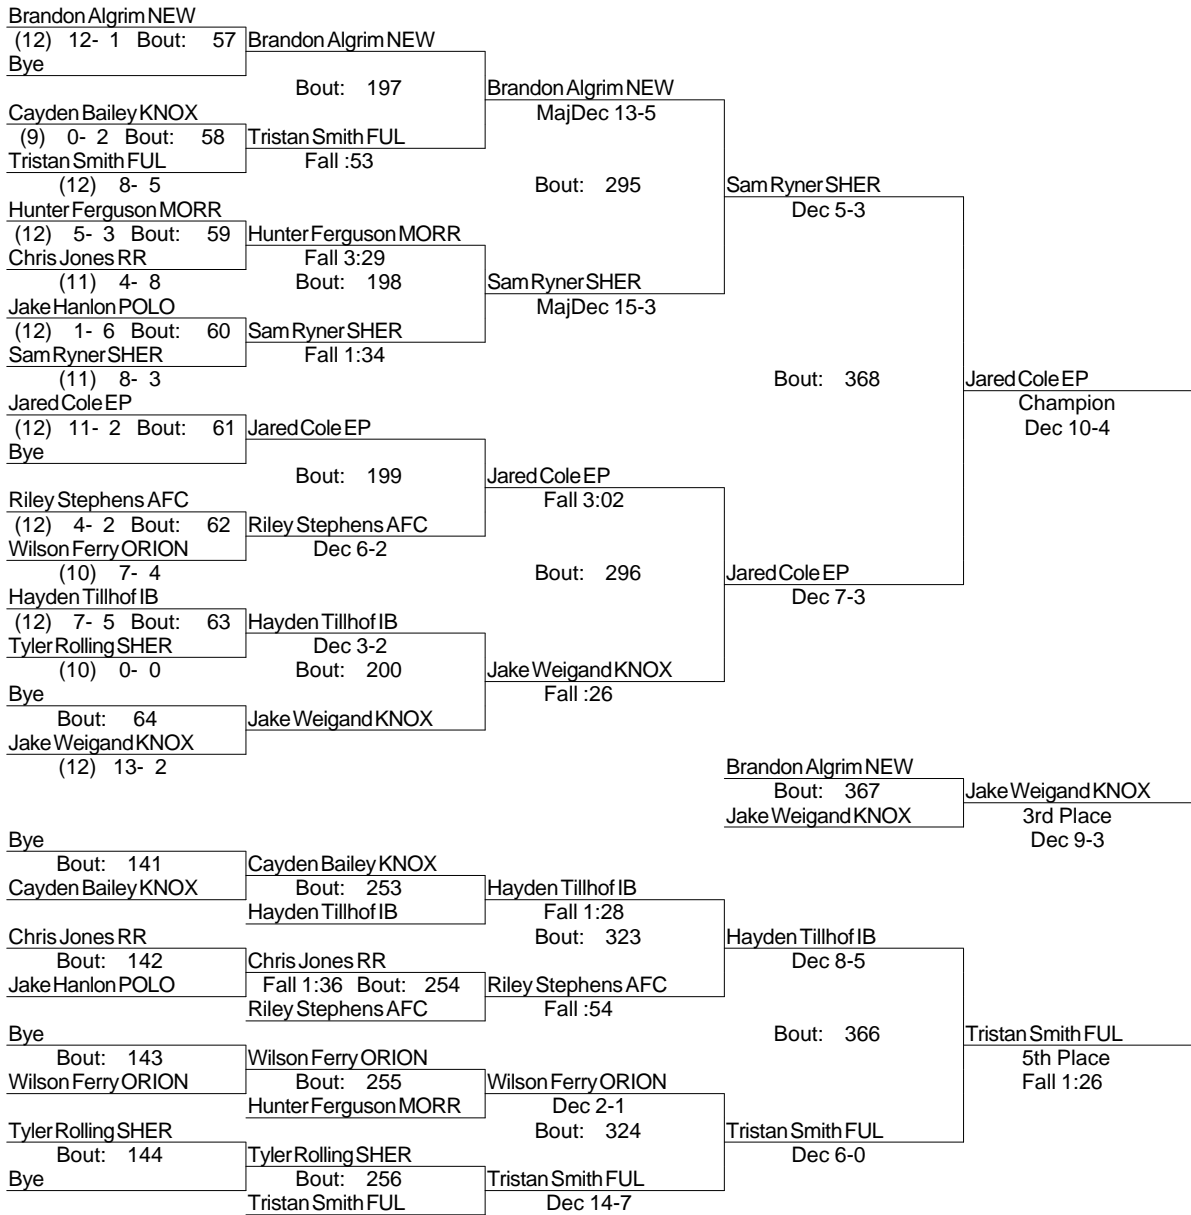 Brandon Algrim NEW
(12) 12- 1 Bout: 57 Brandon Algrim NEW
Bye
Bout: 197 Brandon Algrim NEW
Cayden Bailey KNOX MajDec 13-5
(9) 0- 2 Bout: 58 Tristan Smith FUL
Tristan Smith FUL Fall :53
(12) 8- 5 Bout: 295 Sam Ryner SHER
Hunter Ferguson MORR Dec 5-3
(12) 5- 3 Bout: 59 Hunter Ferguson MORR
Chris Jones RR Fall 3:29
(11) 4- 8 Bout: 198 Sam Ryner SHER
Jake Hanlon POLO MajDec 15-3
(12) 1- 6 Bout: 60 Sam Ryner SHER
Sam Ryner SHER Fall 1:34
(11) 8- 3 Bout: 368 Jared Cole EP
Jared Cole EP Champion
(12) 11- 2 Bout: 61 Jared Cole EP Dec 10-4
Bye
Bout: 199 Jared Cole EP
Riley Stephens AFC Fall 3:02
(12) 4- 2 Bout: 62 Riley Stephens AFC
Wilson Ferry ORION Dec 6-2
(10) 7- 4 Bout: 296 Jared Cole EP
Hayden Tillhof IB Dec 7-3
(12) 7- 5 Bout: 63 Hayden Tillhof IB
Tyler Rolling SHER Dec 3-2
(10) 0- 0 Bout: 200 Jake Weigand KNOX
Bye Fall :26
Bout: 64 Jake Weigand KNOX
Jake Weigand KNOX
(12) 13- 2 Brandon Algrim NEW
Bout: 367 Jake Weigand KNOX
Jake Weigand KNOX 3rd Place
Bye Dec 9-3
Bout: 141 Cayden Bailey KNOX
Cayden Bailey KNOX Bout: 253 Hayden Tillhof IB
Hayden Tillhof IB Fall 1:28
Chris Jones RR Bout: 323 Hayden Tillhof IB
Bout: 142 Chris Jones RR Dec 8-5
Jake Hanlon POLO Fall 1:36 Bout: 254 Riley Stephens AFC
Riley Stephens AFC Fall :54
Bye Bout: 366 Tristan Smith FUL
Bout: 143 Wilson Ferry ORION 5th Place
Wilson Ferry ORION Bout: 255 Wilson Ferry ORION Fall 1:26
Hunter Ferguson MORR Dec 2-1
Tyler Rolling SHER Bout: 324 Tristan Smith FUL
Bout: 144 Tyler Rolling SHER Dec 6-0
Bye Bout: 256 Tristan Smith FUL
Tristan Smith FUL Dec 14-7